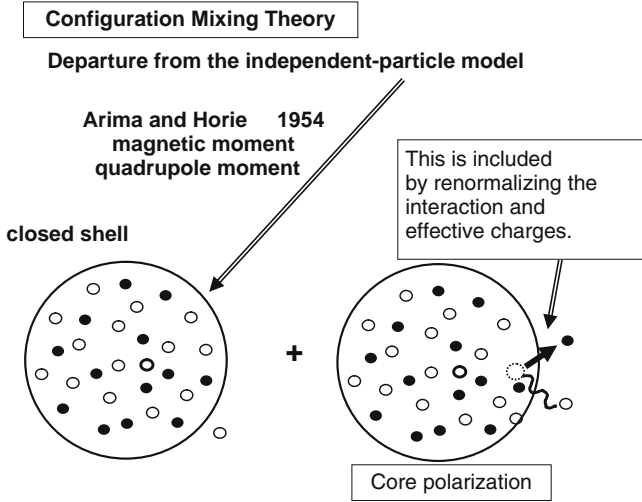 Configuration Mixing Theory
Departure from the independent-particle model
Arima and Horie 1954
magnetic moment
quadrupole moment
This is included
by renormalizing the
interaction and
effective charges.
closed shell
+
Core polarization